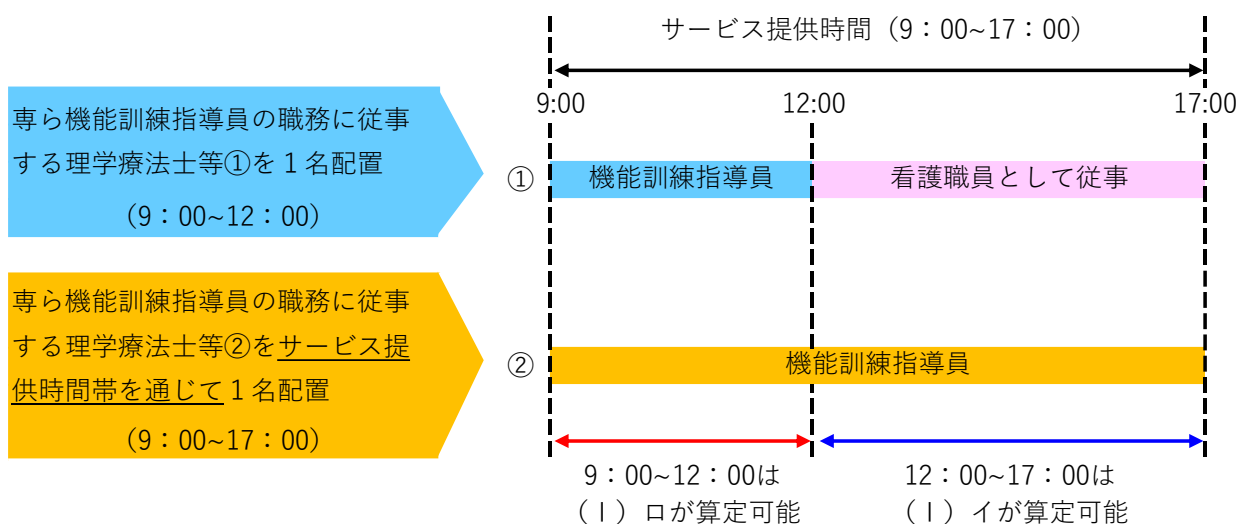 サービス提供時間（9：00~17：00）
9:00
12:00
17:00
専ら機能訓練指導員の職務に従事
する理学療法士等①を１名配置
（9：00~12：00）
①
機能訓練指導員
看護職員として従事
専ら機能訓練指導員の職務に従事
する理学療法士等②をサービス提
供時間帯を通じて１名配置
（9：00~17：00）
②
機能訓練指導員
9：00~12：00は
（Ⅰ）ロが算定可能
12：00~17：00は
（Ⅰ）イが算定可能